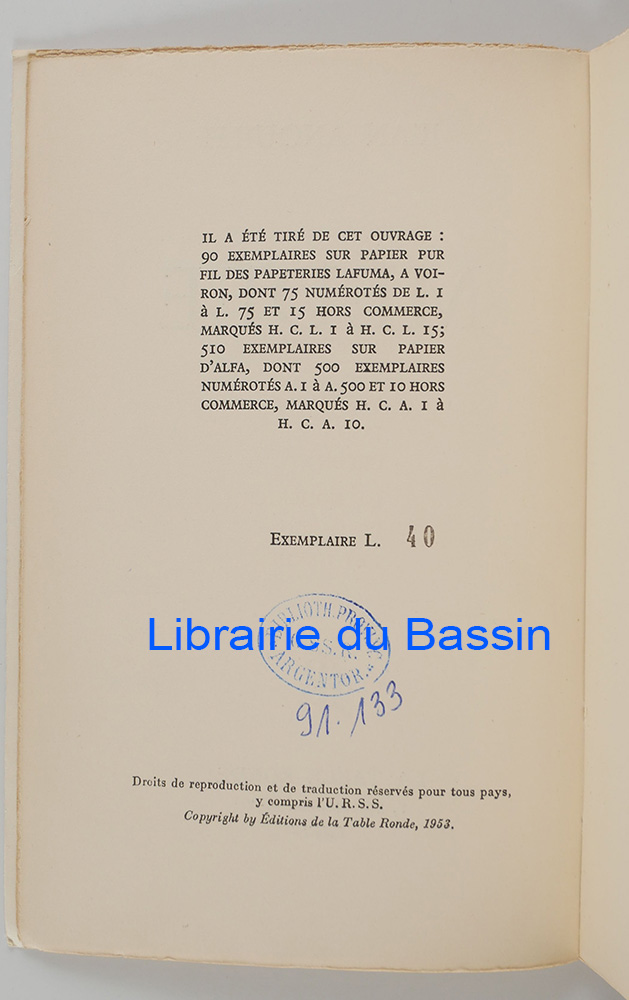 IL A ÉTÉ TIRÉ DE CET OUVRAGE :
90 EXEMPLAIRES SUR PAPIER PUR
FIL DES PAPETERIES LAFUMA, A VOI-
RON, DONT 75 NUMÉROTÉS DE L. I
à L. 75 ET 15 HORS COMMERCE,
MARQUÉS H. C. L. I à H. C. L. 15;
510 EXEMPLAIRES SUR PAPIER
D'ALFA, DONT 500 EXEMPLAIRES
NUMÉROTÉS A. I à A. 500 ET 10 HORS
COMMERCE, MARQUÉS H. C. A. I à
H. C. A. 10.
EXEMPLAIRE L. 40
BIBLIOTH.
Librairie du Bassin
ARGENTOR.
91.133
Droits de reproduction et de traduction réservés pour tous pays,
y compris l'U. R. S. S.
Copyright by Éditions de la Table Ronde, 1953.